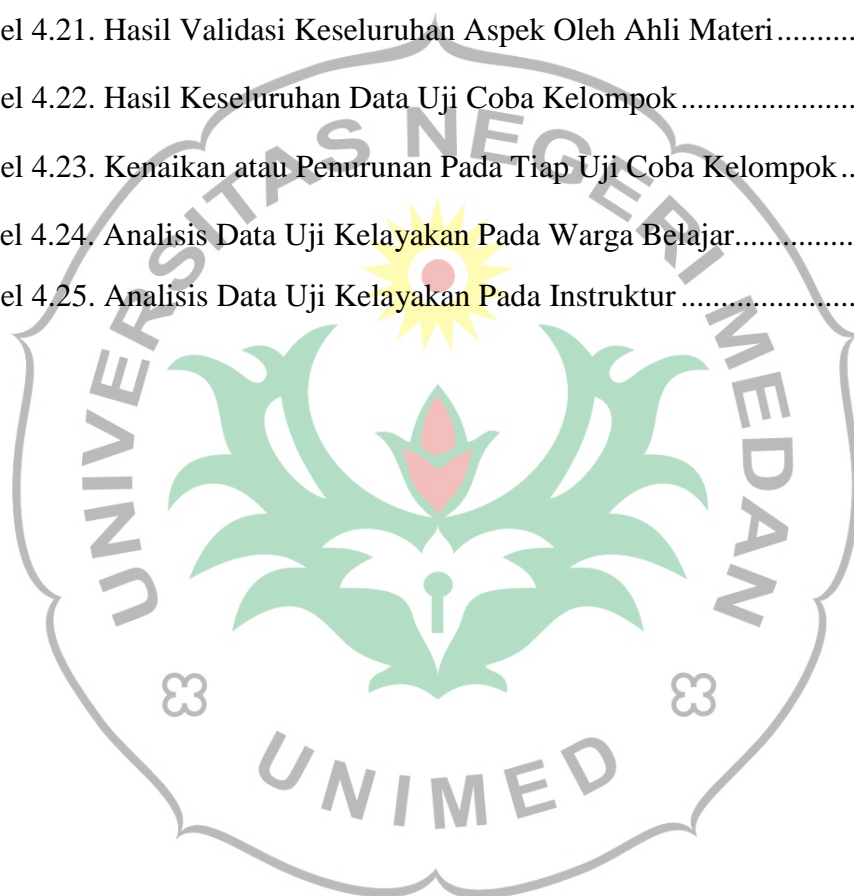 el 4.21. Hasil Validasi Keseluruhan Aspek Oleh Ahli Materi..........
el 4.22. Hasil Keseluruhan Data Uji Coba Kelompok......................
el 4.23. Kenaikan atau Penurunan Pada Tiap Uji Coba Kelompok..
el 4.24. Analisis Data Uji Kelayakan Pada Warga Belajar...............
el 4.25. Analisis Data Uji Kelayakan Pada Instruktur.....................
UNIVERSITAS NEGERI MEDAN
UNIMED